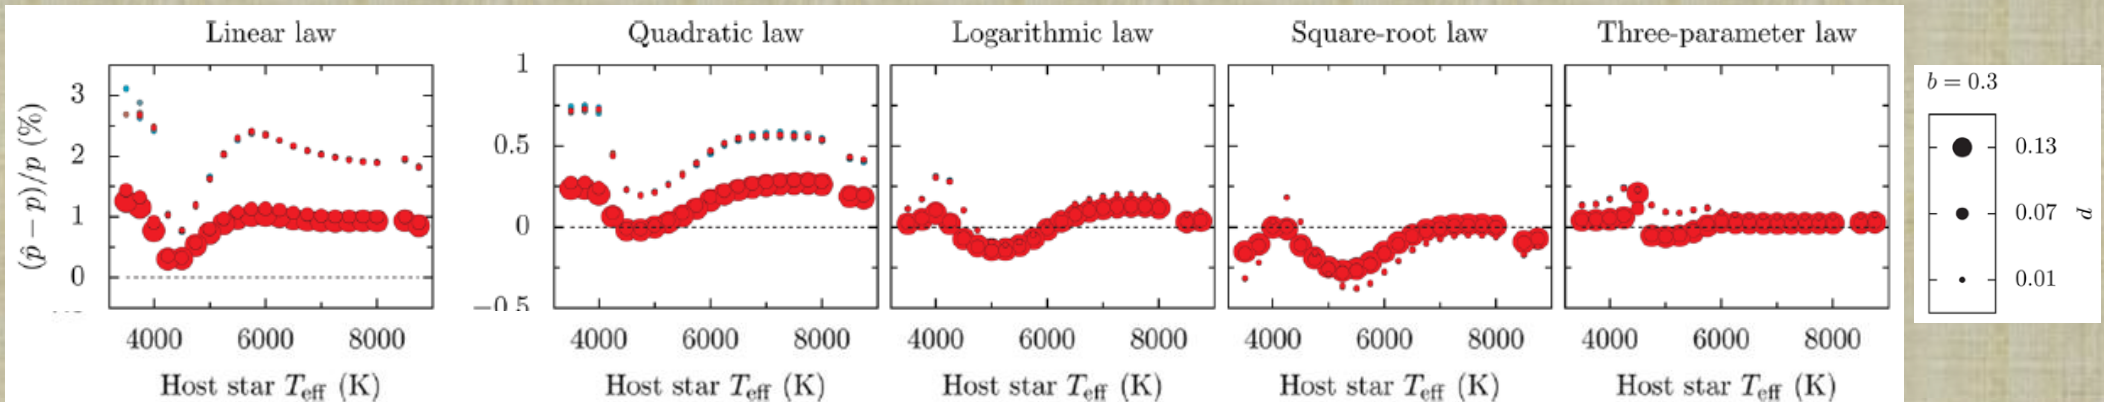 Linear law
Quadratic law
Logarithmic law
Square-root law
Three-parameter law
(p̂ − p)/p (%)
3
2
1
0
1
0.5
0
−0.5
4000 6000 8000
4000 6000 8000
4000 6000 8000
4000 6000 8000
4000 6000 8000
Host star Teff (K)
Host star Teff (K)
Host star Teff (K)
Host star Teff (K)
Host star Teff (K)
b = 0.3
0.13
0.07
0.01
p